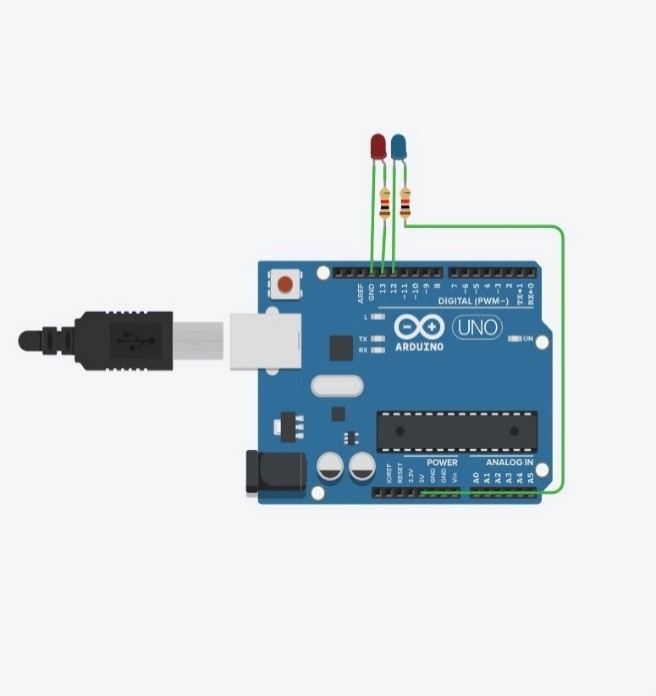 AREF
GND
13
12
~11
~10
~9
8
7
~6
~5
4
~3
2
TX→1
RX←0
DIGITAL (PWM~)
L
TX
RX
ARDUINO
UNO
ON
POWER
ANALOG IN
IOREF
RESET
3.3V
5V
GND
GND
Vin
A0
A1
A2
A3
A4
A5